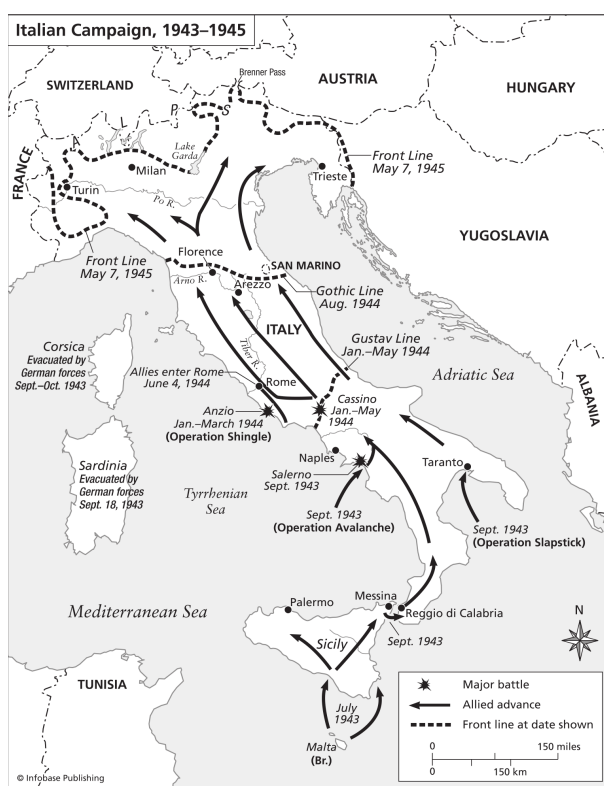 Italian Campaign, 1943–1945
Brenner Pass
SWITZERLAND
AUSTRIA
HUNGARY
A L P S
Lake
Garda
Milan
Trieste
Front Line
May 7, 1945
FRANCE
Turin
Po R.
YUGOSLAVIA
Front Line
May 7, 1945
Florence
SAN MARINO
Arno R.
Arezzo
Gothic Line
Aug. 1944
ITALY
Corsica
Evacuated by
German forces
Sept.–Oct. 1943
Tiber R.
Gustav Line
Jan.–May 1944
Adriatic Sea
ALBANIA
Allies enter Rome
June 4, 1944
Rome
Anzio
Jan.–March 1944
(Operation Shingle)
Cassino
Jan.–May
1944
Sardinia
Evacuated by
German forces
Sept. 18, 1943
Naples
Salerno
Sept. 1943
Taranto
Tyrrhenian
Sea
Sept. 1943
(Operation Avalanche)
Sept. 1943
(Operation Slapstick)
Mediterranean Sea
Palermo
Messina
Reggio di Calabria
Sicily
Sept. 1943
N
TUNISIA
July
1943
Malta
(Br.)
Major battle
Allied advance
Front line at date shown
0 150 miles
0 150 km
© Infobase Publishing